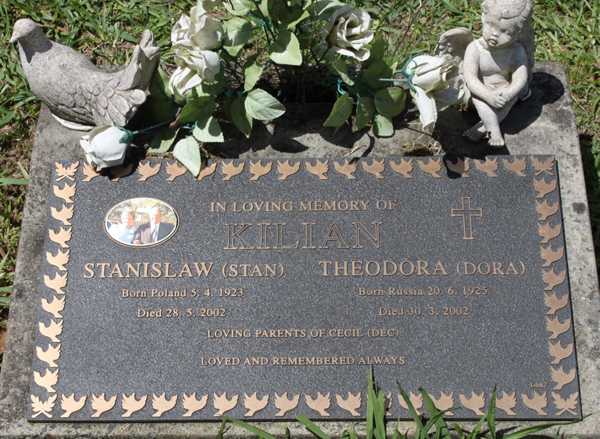 IN LOVING MEMORY OF
KILIAN
STANISLAW (STAN) THEODORA (DORA)
Born Poland 5. 4. 1923 Born Russia 20. 6. 1925
Died 28. 5. 2002 Died 30. 3. 2002
LOVING PARENTS OF CECIL (DEC)
LOVED AND REMEMBERED ALWAYS